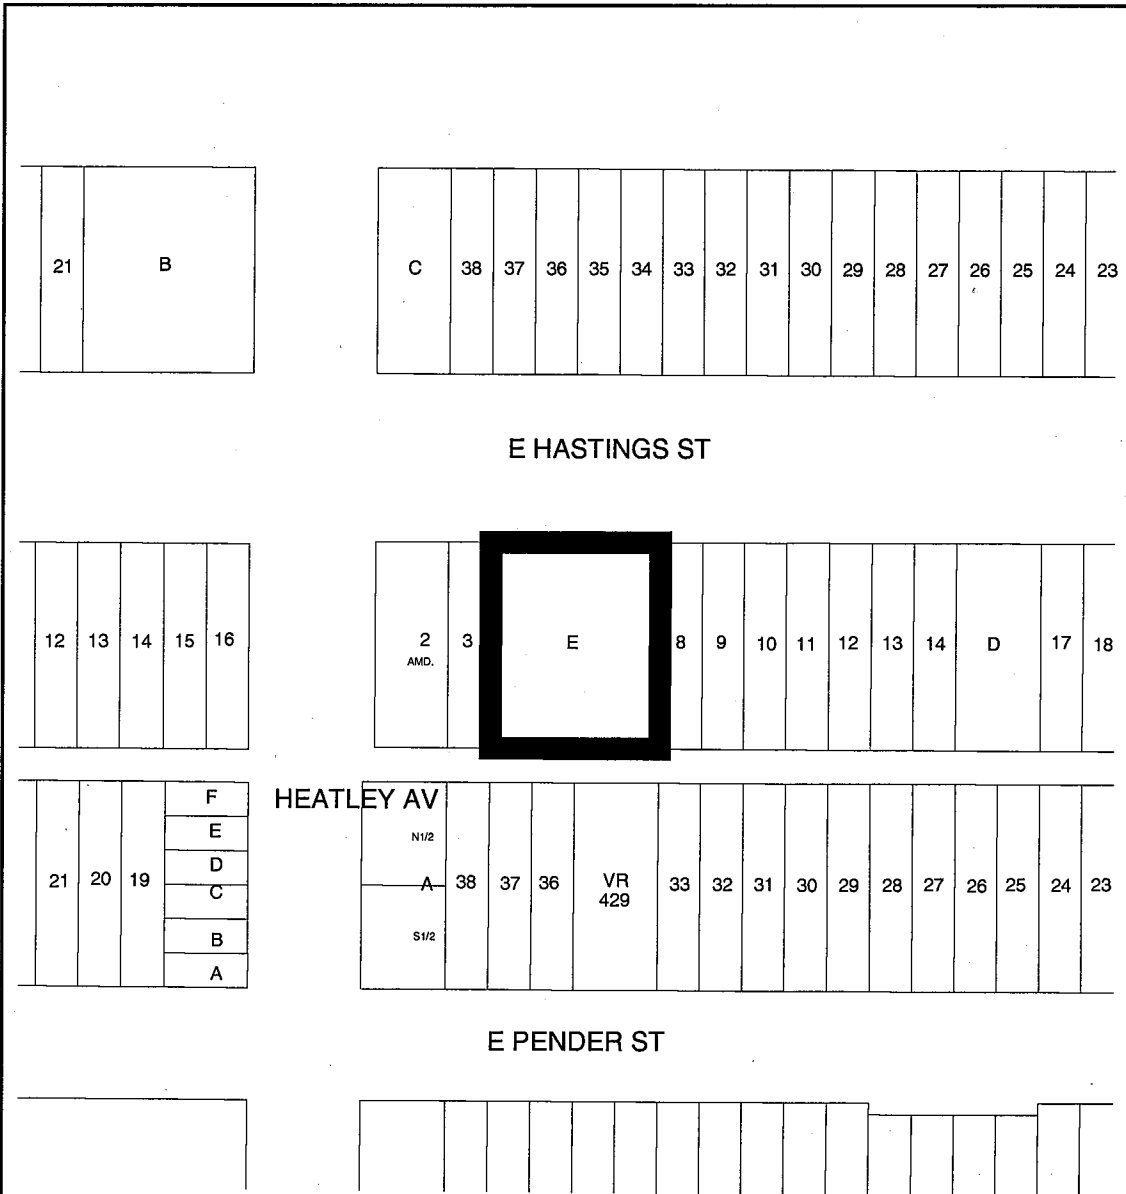 21 B C 38 37 36 35 34 33 32 31 30 29 28 27 26 25 24 23
E HASTINGS ST
12 13 14 15 16 2 3 E 8 9 10 11 12 13 14 D 17 18
AMD.
F
HEATLEY AV
E
N1/2
D
21 20 19 A 38 37 36 VR 33 32 31 30 29 28 27 26 25 24 23
C
429
B
S1/2
A
E PENDER ST